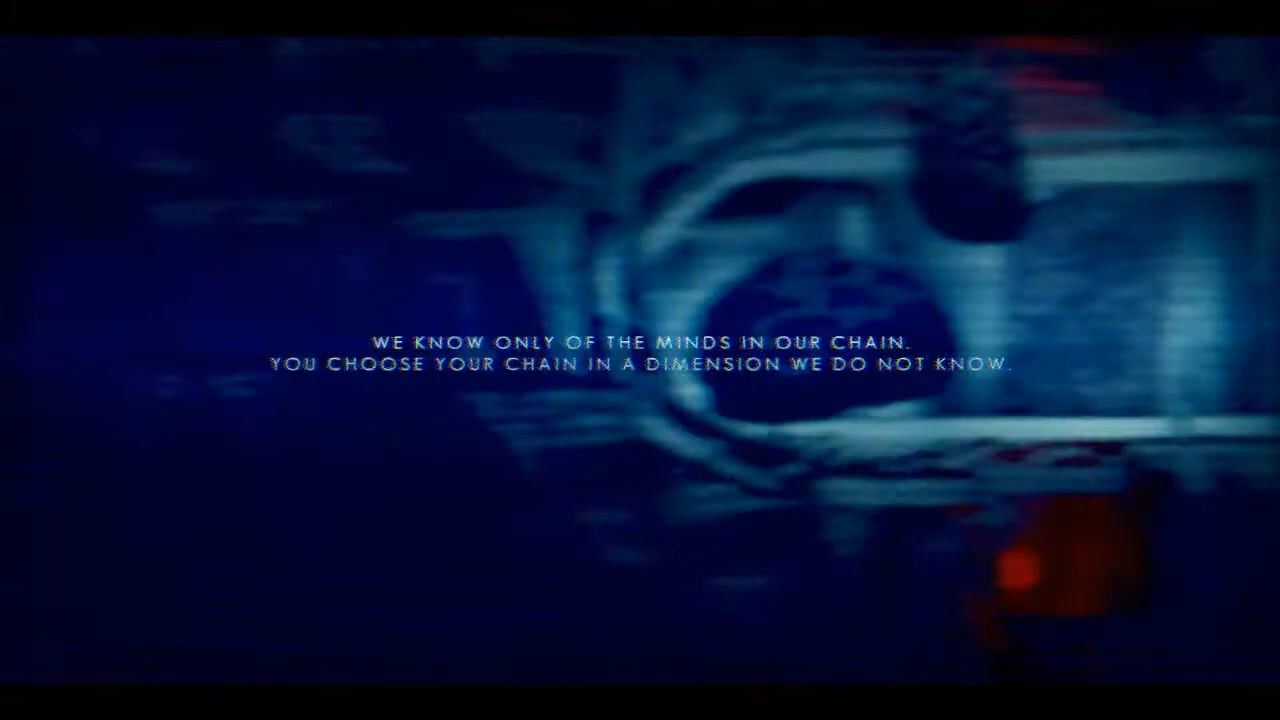 WE KNOW ONLY OF THE MINDS IN OUR CHAIN.
YOU CHOOSE YOUR CHAIN IN A DIMENSION WE DO NOT KNOW.